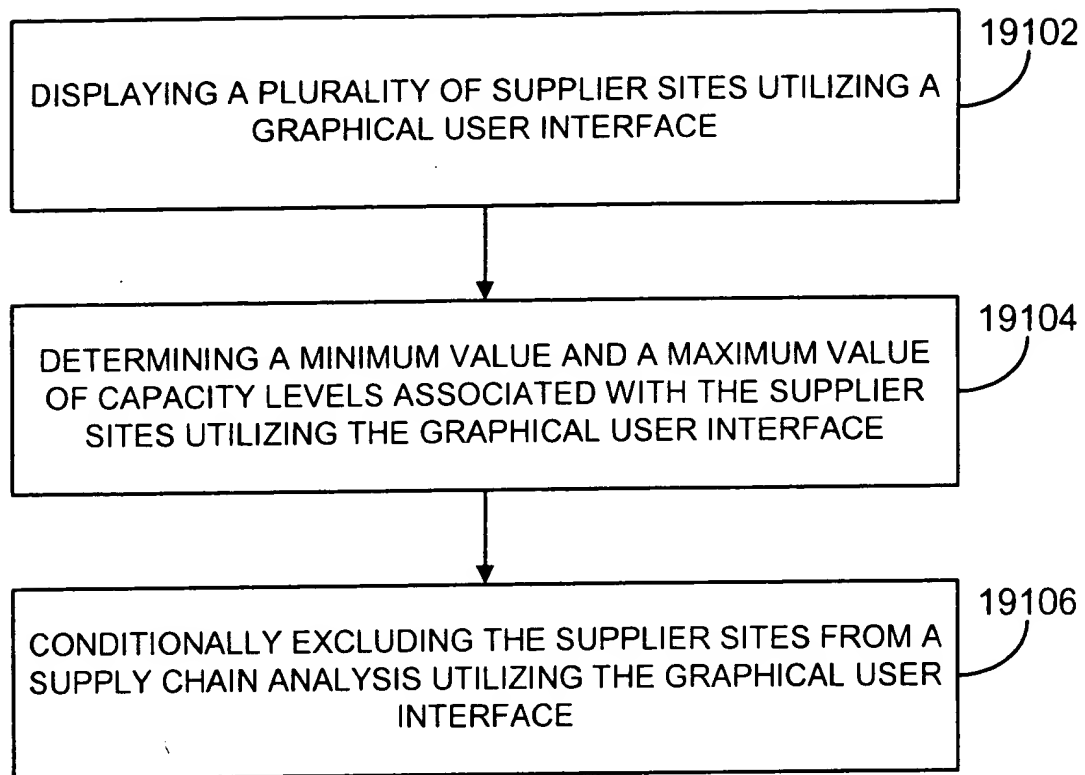 19102
DISPLAYING A PLURALITY OF SUPPLIER SITES UTILIZING A
GRAPHICAL USER INTERFACE
19104
DETERMINING A MINIMUM VALUE AND A MAXIMUM VALUE
OF CAPACITY LEVELS ASSOCIATED WITH THE SUPPLIER
SITES UTILIZING THE GRAPHICAL USER INTERFACE
19106
CONDITIONALLY EXCLUDING THE SUPPLIER SITES FROM A
SUPPLY CHAIN ANALYSIS UTILIZING THE GRAPHICAL USER
INTERFACE